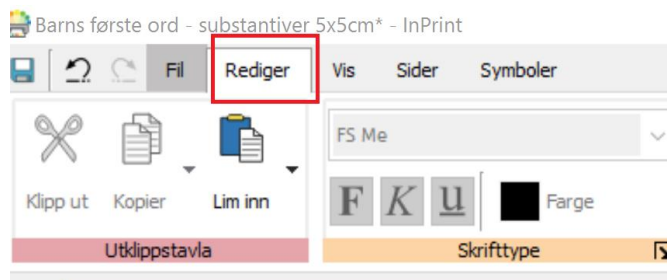 Barns første ord - substantiver 5x5cm* - InPrint
Fil Rediger Vis Sider Symboler
FS Me
Klipp ut Kopier Lim inn F K u Farge
Utklippstavla Skrifttype